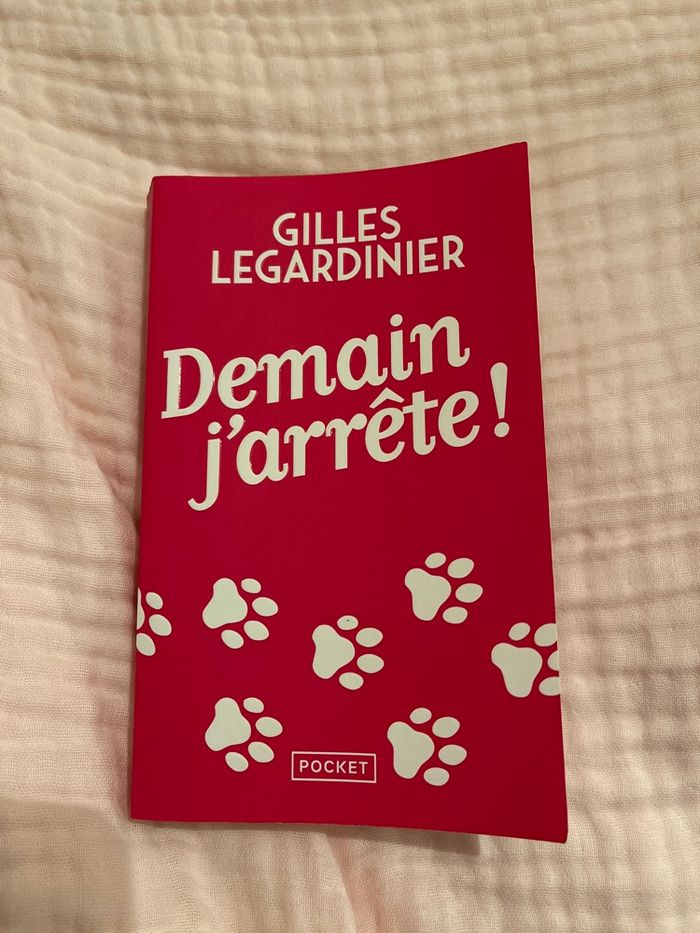 GILLES
LEGARDINIER
Demain
j'arrête !
POCKET